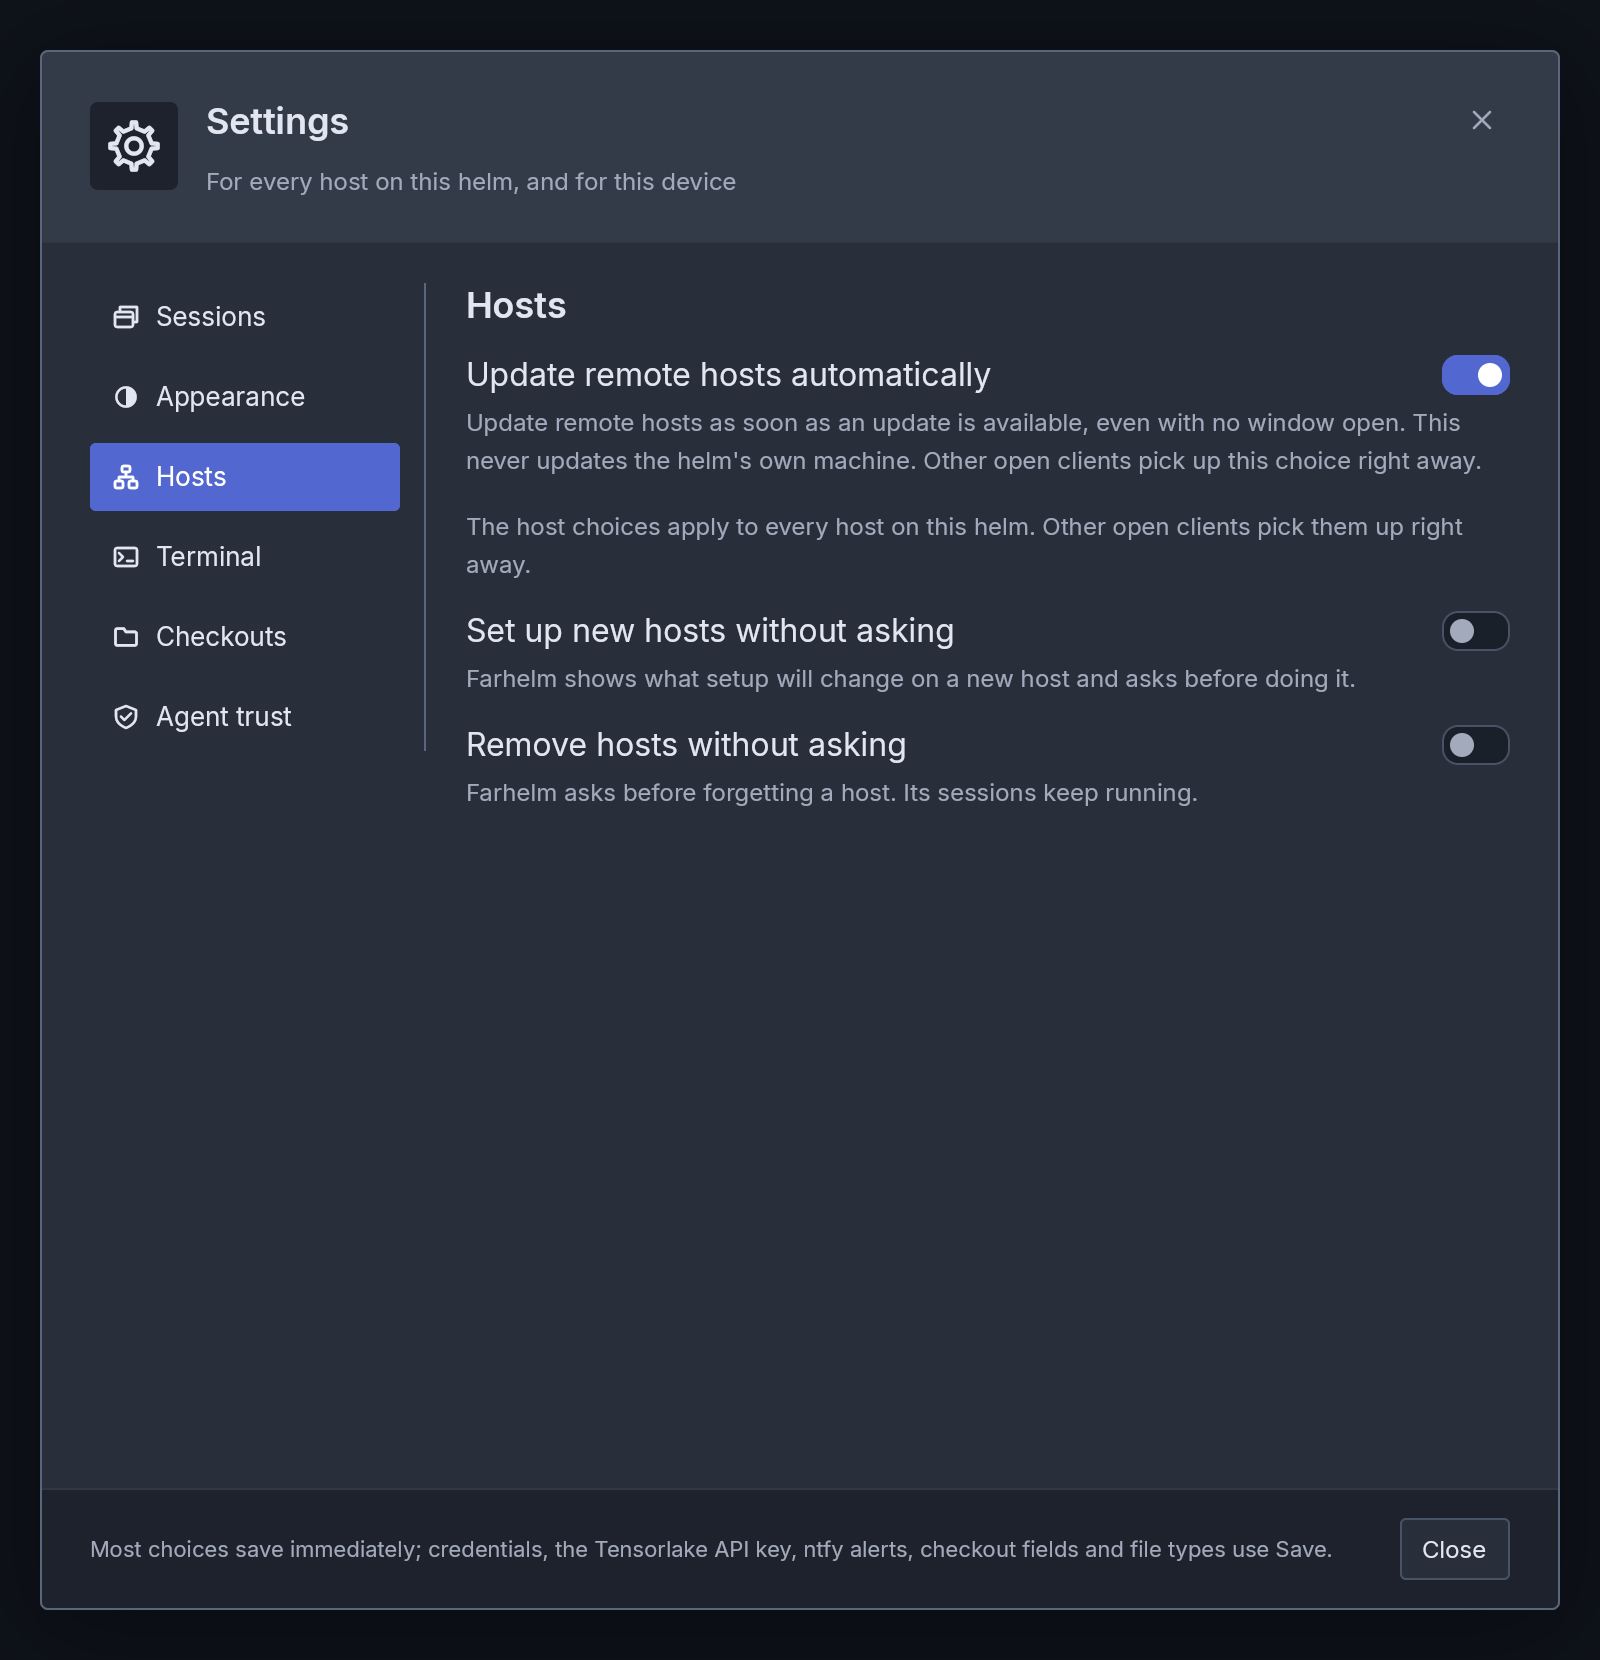 Settings
For every host on this helm, and for this device
Sessions
Appearance
Hosts
Terminal
Checkouts
Agent trust
Hosts
Update remote hosts automatically
Update remote hosts as soon as an update is available, even with no window open. This
never updates the helm's own machine. Other open clients pick up this choice right away.
The host choices apply to every host on this helm. Other open clients pick them up right
away.
Set up new hosts without asking
Farhelm shows what setup will change on a new host and asks before doing it.
Remove hosts without asking
Farhelm asks before forgetting a host. Its sessions keep running.
Most choices save immediately; credentials, the Tensorlake API key, ntfy alerts, checkout fields and file types use Save.
Close